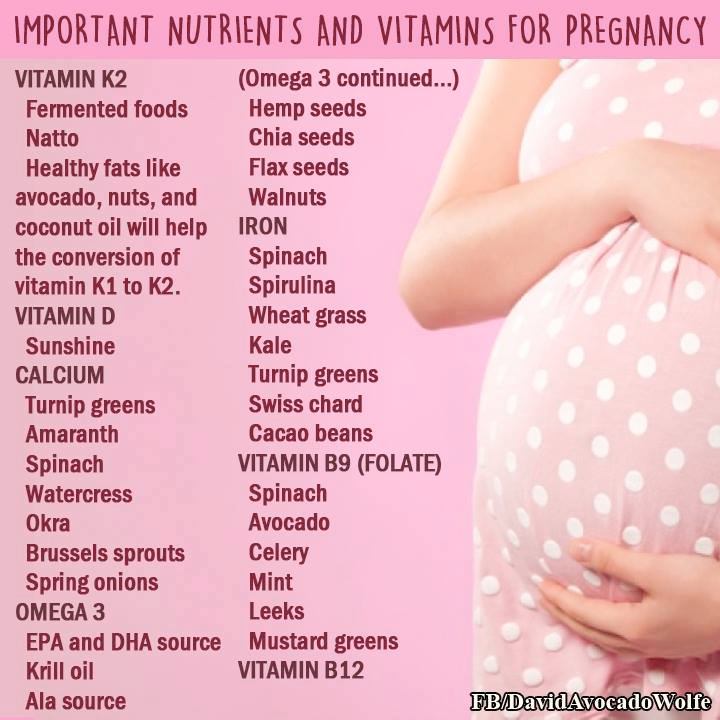 IMPORTANT NUTRIENTS AND VITAMINS FOR PREGNANCY
VITAMIN K2
Fermented foods
Natto
Healthy fats like
avocado, nuts, and
coconut oil will help
the conversion of
vitamin K1 to K2.
VITAMIN D
Sunshine
CALCIUM
Turnip greens
Amaranth
Spinach
Watercress
Okra
Brussels sprouts
Spring onions
OMEGA 3
EPA and DHA source
Krill oil
Ala source
(Omega 3 continued...)
Hemp seeds
Chia seeds
Flax seeds
Walnuts
IRON
Spinach
Spirulina
Wheat grass
Kale
Turnip greens
Swiss chard
Cacao beans
VITAMIN B9 (FOLATE)
Spinach
Avocado
Celery
Mint
Leeks
Mustard greens
VITAMIN B12
FB/DavidAvocadoWolfe